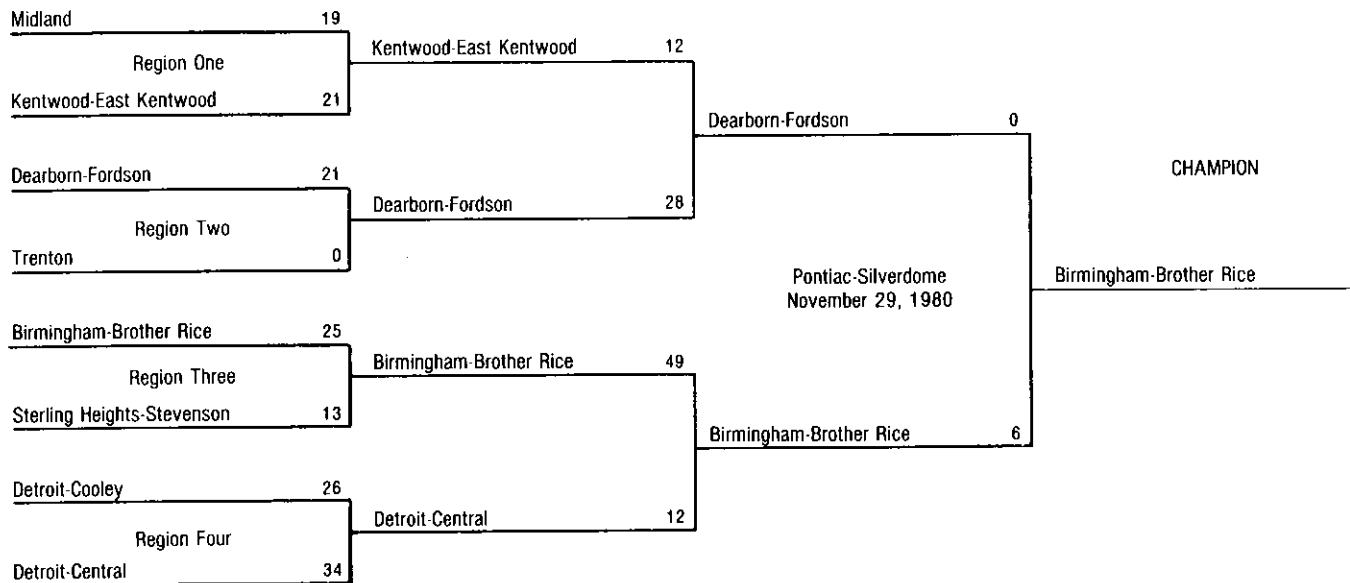 Midland 19
Region One
Kentwood-East Kentwood 21
Dearborn-Fordson 21
Region Two
Trenton 0
Birmingham-Brother Rice 25
Region Three
Sterling Heights-Stevenson 13
Detroit-Cooley 26
Region Four
Detroit-Central 34
Kentwood-East Kentwood 12
Dearborn-Fordson 28
Birmingham-Brother Rice 49
Detroit-Central 12
Dearborn-Fordson 0
Pontiac-Silverdome
November 29, 1980
Birmingham-Brother Rice 6
CHAMPION
Birmingham-Brother Rice